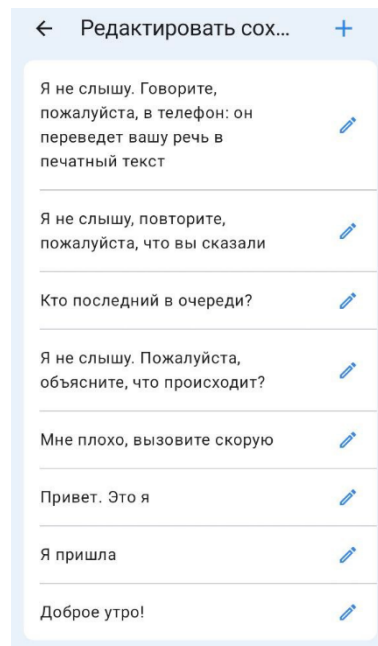 Редактировать сох...
Я не слышу. Говорите,
пожалуйста, в телефон: он
переведет вашу речь в
печатный текст
Я не слышу, повторите,
пожалуйста, что вы сказали
Кто последний в очереди?
Я не слышу. Пожалуйста,
объясните, что происходит?
Мне плохо, вызовите скорую
Привет. Это я
Я пришла
Доброе утро!